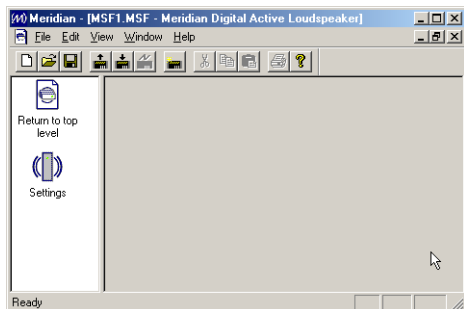 Meridian - [MSF1.MSF - Meridian Digital Active Loudspeaker]
File Edit View Window Help
Return to top
level
Settings
Ready